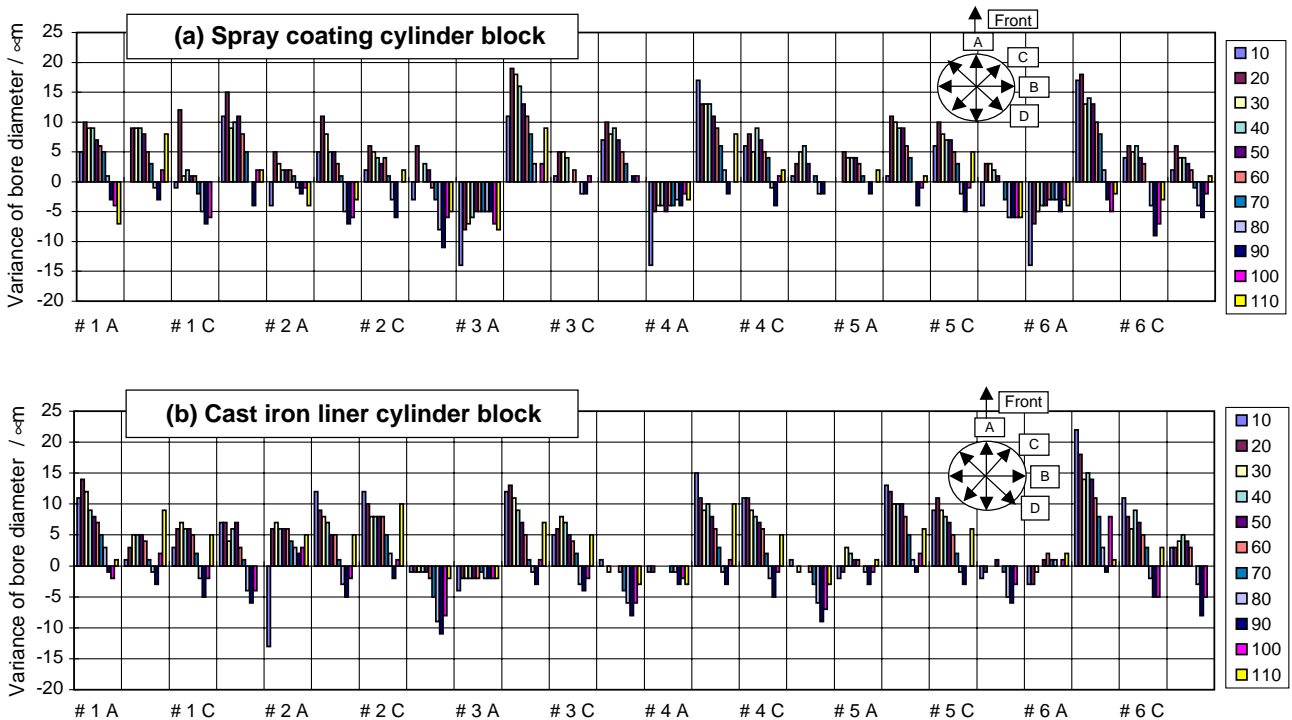 (a) Spray coating cylinder block
Variance of bore diameter / ∝m
25
20
15
10
5
0
-5
-10
-15
-20
# 1 A # 1 C # 2 A # 2 C # 3 A # 3 C # 4 A # 4 C # 5 A # 5 C # 6 A # 6 C
Front
A
C
B
D
10
20
30
40
50
60
70
80
90
100
110
(b) Cast iron liner cylinder block
Variance of bore diameter / ∝m
25
20
15
10
5
0
-5
-10
-15
-20
# 1 A # 1 C # 2 A # 2 C # 3 A # 3 C # 4 A # 4 C # 5 A # 5 C # 6 A # 6 C
Front
A
C
B
D
10
20
30
40
50
60
70
80
90
100
110